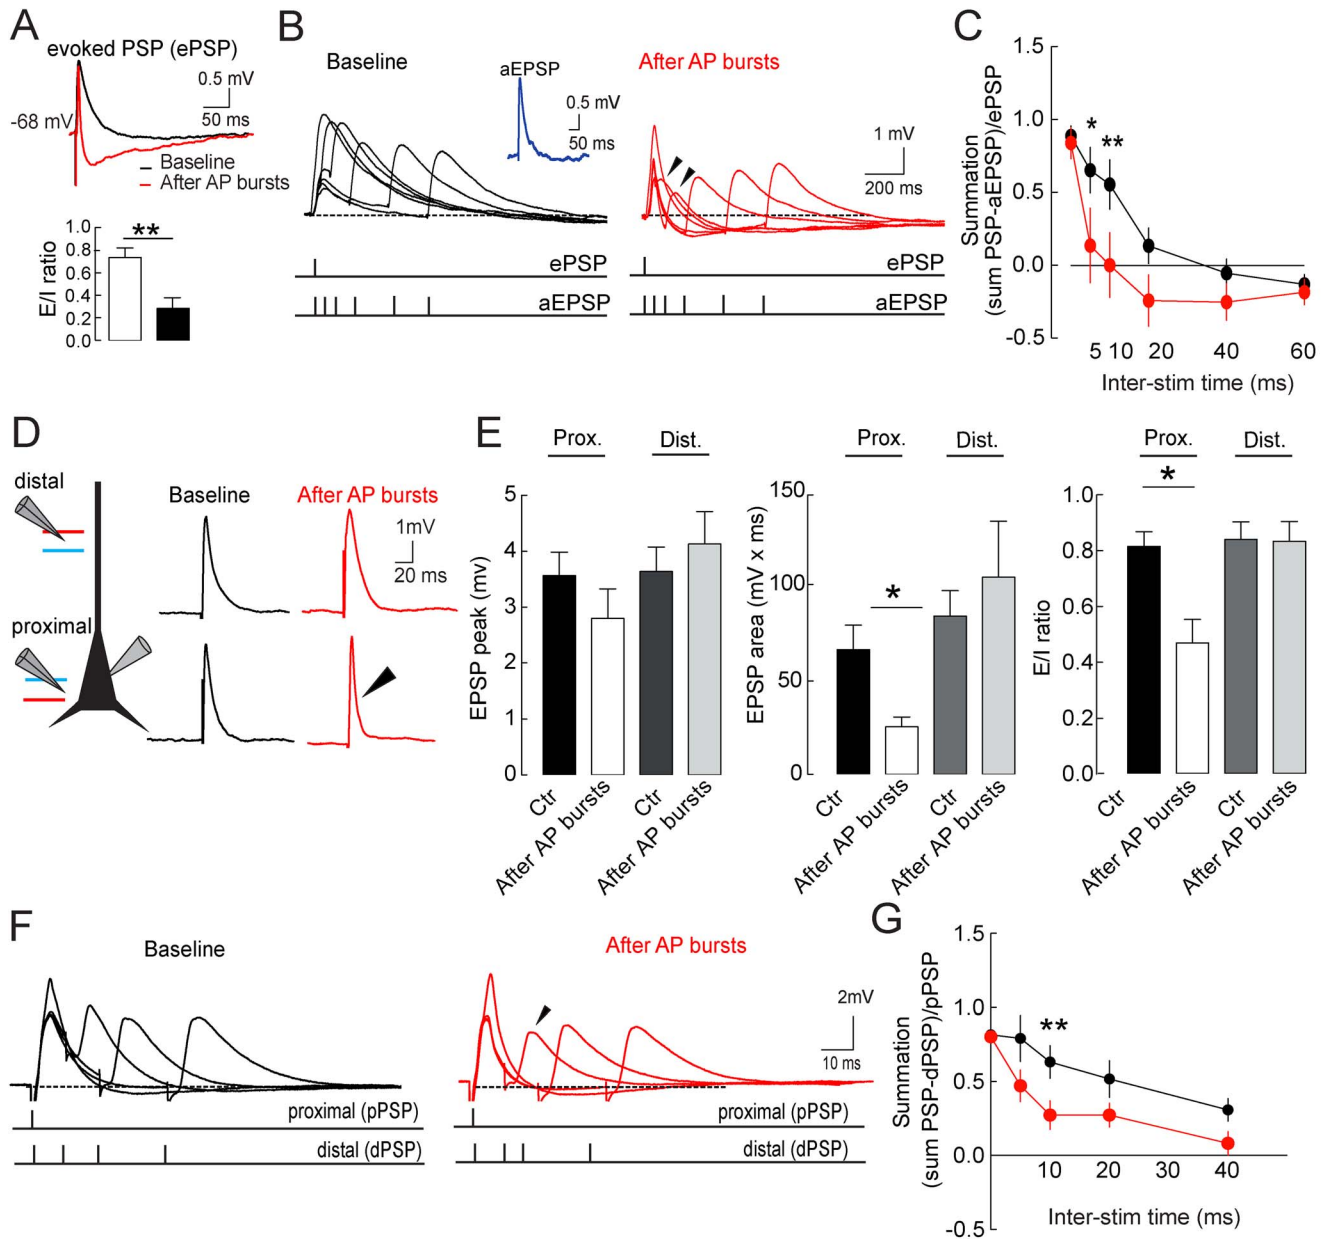 A
evoked PSP (ePSP)
0.5 mV
50 ms
-68 mV
Baseline
After AP bursts
**
E/I ratio
1.0
0.8
0.6
0.4
0.2
0.0
B
Baseline
aEPSP
0.5 mV
50 ms
After AP bursts
1 mV
200 ms
ePSP
aEPSP
ePSP
aEPSP
C
Summation
(sum PSP-aEPSP)/ePSP
1.5
1.0
0.5
0.0
-0.5
*
**
5 10 20 40 60
Inter-stim time (ms)
D
distal
proximal
Baseline
After AP bursts
1mV
20 ms
E
Prox. Dist.
EPSP peak (mv)
5
4
3
2
1
0
Ctr
After AP bursts
Ctr
After AP bursts
Prox. Dist.
EPSP area (mV x ms)
150
100
50
0
*
Ctr
After AP bursts
Ctr
After AP bursts
Prox. Dist.
E/I ratio
1.0
0.8
0.6
0.4
0.2
0.0
*
Ctr
After AP bursts
Ctr
After AP bursts
F
Baseline
After AP bursts
2mV
10 ms
proximal (pPSP)
distal (dPSP)
proximal (pPSP)
distal (dPSP)
G
Summation
(sum PSP-dPSP)/pPSP
1.5
1.0
0.5
0.0
-0.5
**
10 20 30 40
Inter-stim time (ms)